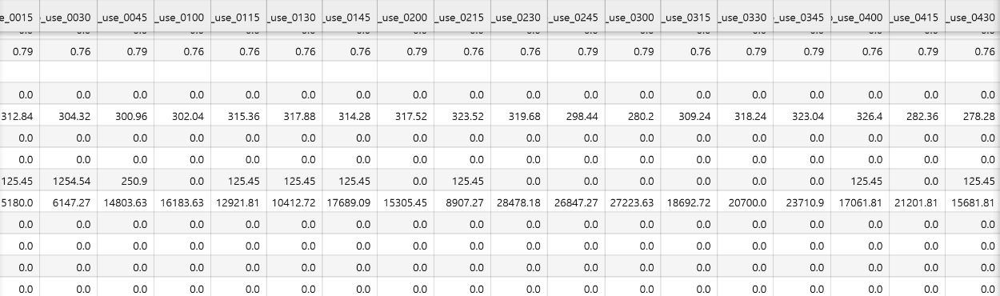 e_0015 _use_0030 _use_0045 _use_0100 _use_0115 _use_0130 _use_0145 _use_0200 _use_0215 _use_0230 _use_0245 _use_0300 _use_0315 _use_0330 _use_0345 _use_0400 _use_0415 _use_0430
0.79 0.76 0.79 0.76 0.76 0.76 0.76 0.79 0.76 0.76 0.79 0.79 0.76 0.79 0.79 0.76 0.79 0.76
0.0 0.0 0.0 0.0 0.0 0.0 0.0 0.0 0.0 0.0 0.0 0.0 0.0 0.0 0.0 0.0 0.0 0.0
312.84 304.32 300.96 302.04 315.36 317.88 314.28 317.52 323.52 319.68 298.44 280.2 309.24 318.24 323.04 326.4 282.36 278.28
0.0 0.0 0.0 0.0 0.0 0.0 0.0 0.0 0.0 0.0 0.0 0.0 0.0 0.0 0.0 0.0 0.0 0.0
0.0 0.0 0.0 0.0 0.0 0.0 0.0 0.0 0.0 0.0 0.0 0.0 0.0 0.0 0.0 0.0 0.0 0.0
125.45 1254.54 250.9 0.0 125.45 125.45 125.45 0.0 125.45 0.0 0.0 0.0 0.0 0.0 0.0 125.45 0.0 125.45
5180.0 6147.27 14803.63 16183.63 12921.81 10412.72 17689.09 15305.45 8907.27 28478.18 26847.27 27223.63 18692.72 20700.0 23710.9 17061.81 21201.81 15681.81
0.0 0.0 0.0 0.0 0.0 0.0 0.0 0.0 0.0 0.0 0.0 0.0 0.0 0.0 0.0 0.0 0.0 0.0
0.0 0.0 0.0 0.0 0.0 0.0 0.0 0.0 0.0 0.0 0.0 0.0 0.0 0.0 0.0 0.0 0.0 0.0
0.0 0.0 0.0 0.0 0.0 0.0 0.0 0.0 0.0 0.0 0.0 0.0 0.0 0.0 0.0 0.0 0.0 0.0
0.0 0.0 0.0 0.0 0.0 0.0 0.0 0.0 0.0 0.0 0.0 0.0 0.0 0.0 0.0 0.0 0.0 0.0